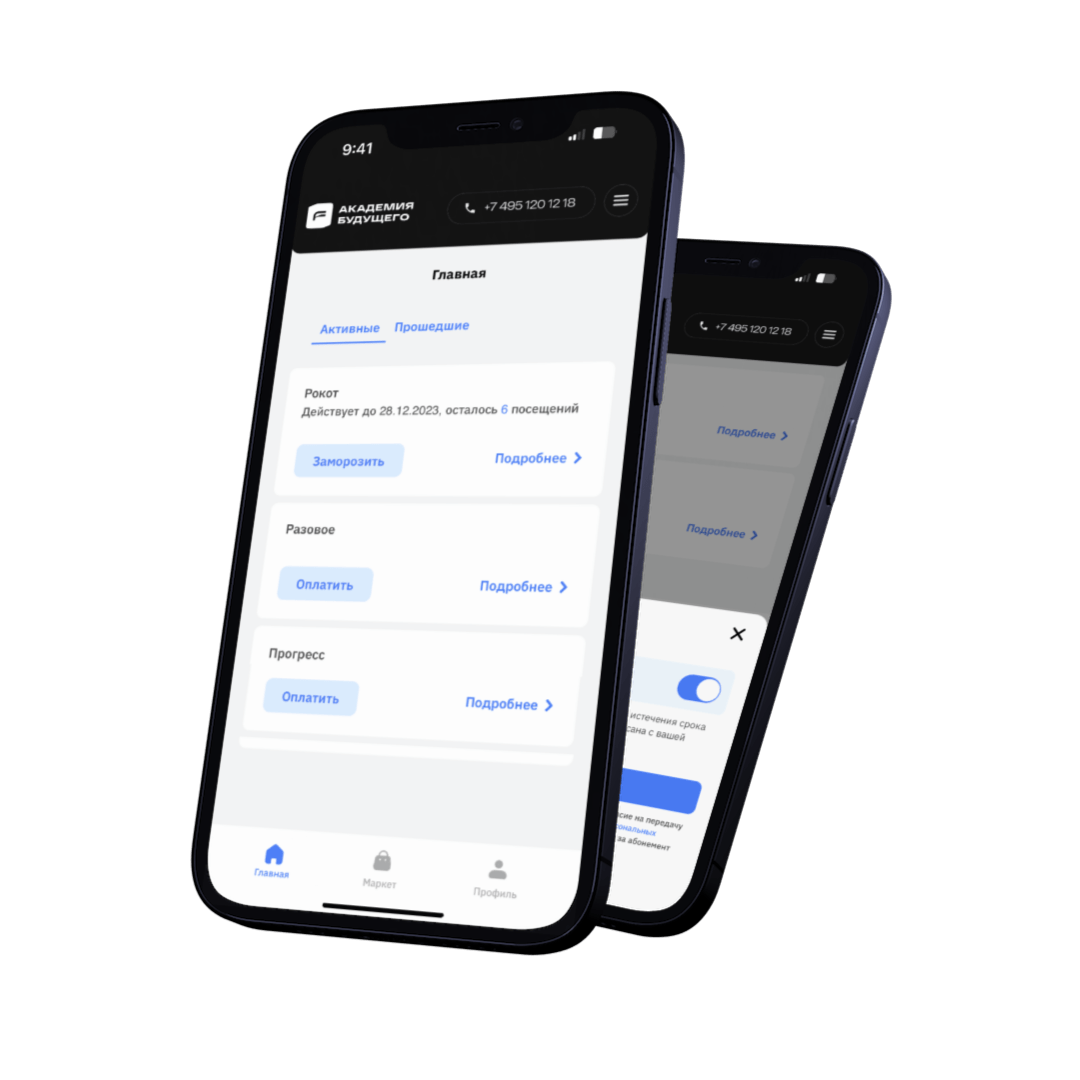 9:41
АКАДЕМИЯ
БУДУЩЕГО
+7 495 120 12 18
Главная
Активные Прошедшие
Рокот
Действует до 28.12.2023, осталось 6 посещений
Заморозить Подробнее
Разовое
Оплатить Подробнее
Прогресс
Оплатить Подробнее
Главная Маркет Профиль
+7 495 120 12 18
Подробнее
Подробнее
истечения срока
сана с вашей
сие на передачу
сональных
за абонемент